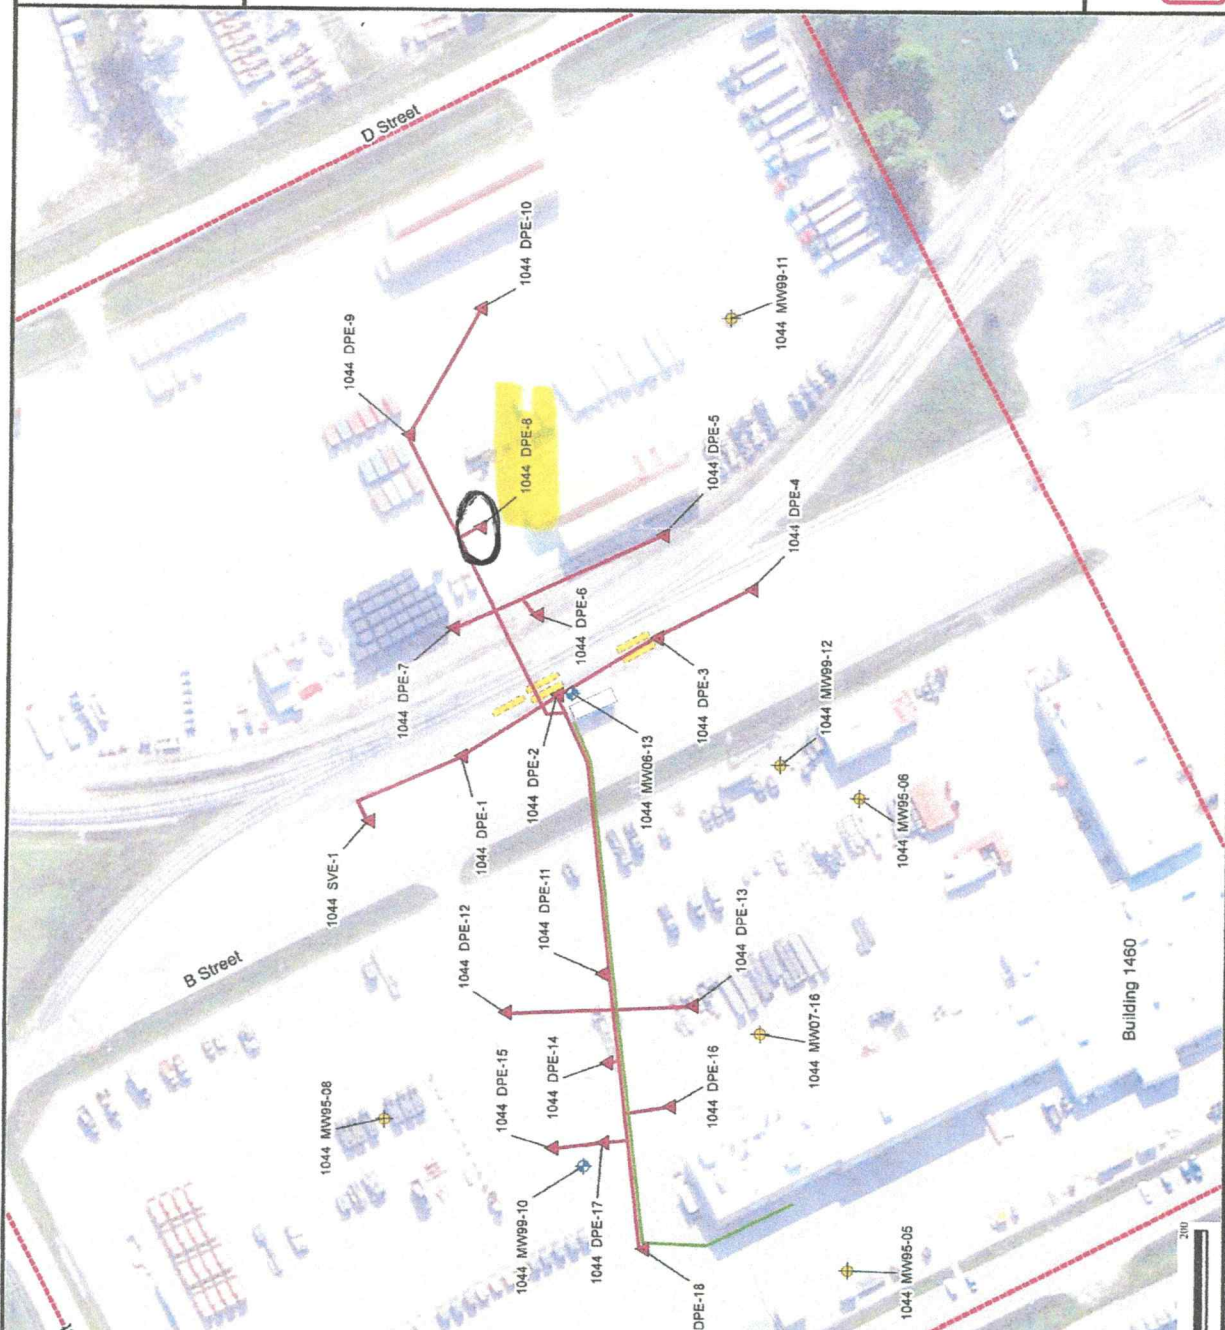 D Street
1044 DPE-10
1044 DPE-9
1044 MW99-11
1044 DPE-8
1044 DPE-5
1044 DPE-4
1044 DPE-6
1044 DPE-7
1044 MW99-12
1044 DPE-3
1044 DPE-2
1044 MW06-13
1044 MW95-06
1044 DPE-1
1044 SVE-1
1044 DPE-11
1044 DPE-13
1044 DPE-12
B Street
Building 1460
1044 MW07-16
1044 DPE-14
1044 DPE-16
1044 DPE-15
1044 MW95-08
1044 MW99-10
1044 DPE-17
1044 MW95-05
DPE-18
200